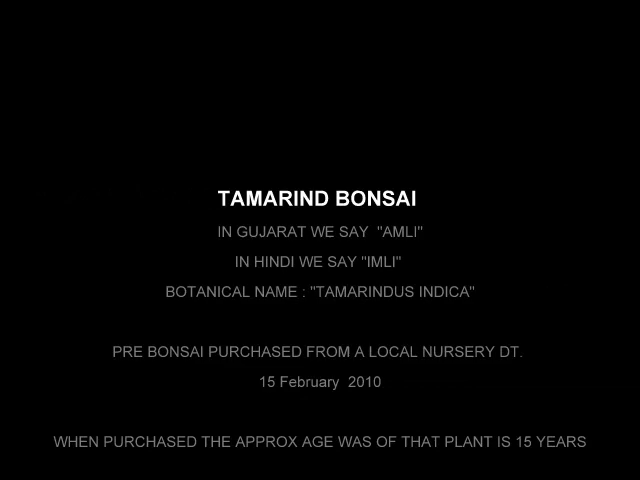 TAMARIND BONSAI
IN GUJARAT WE SAY  "AMLI"
IN HINDI WE SAY "IMLI"
BOTANICAL NAME : "TAMARINDUS INDICA"
PRE BONSAI PURCHASED FROM A LOCAL NURSERY DT.
15 February  2010
WHEN PURCHASED THE APPROX AGE WAS OF THAT PLANT IS 15 YEARS